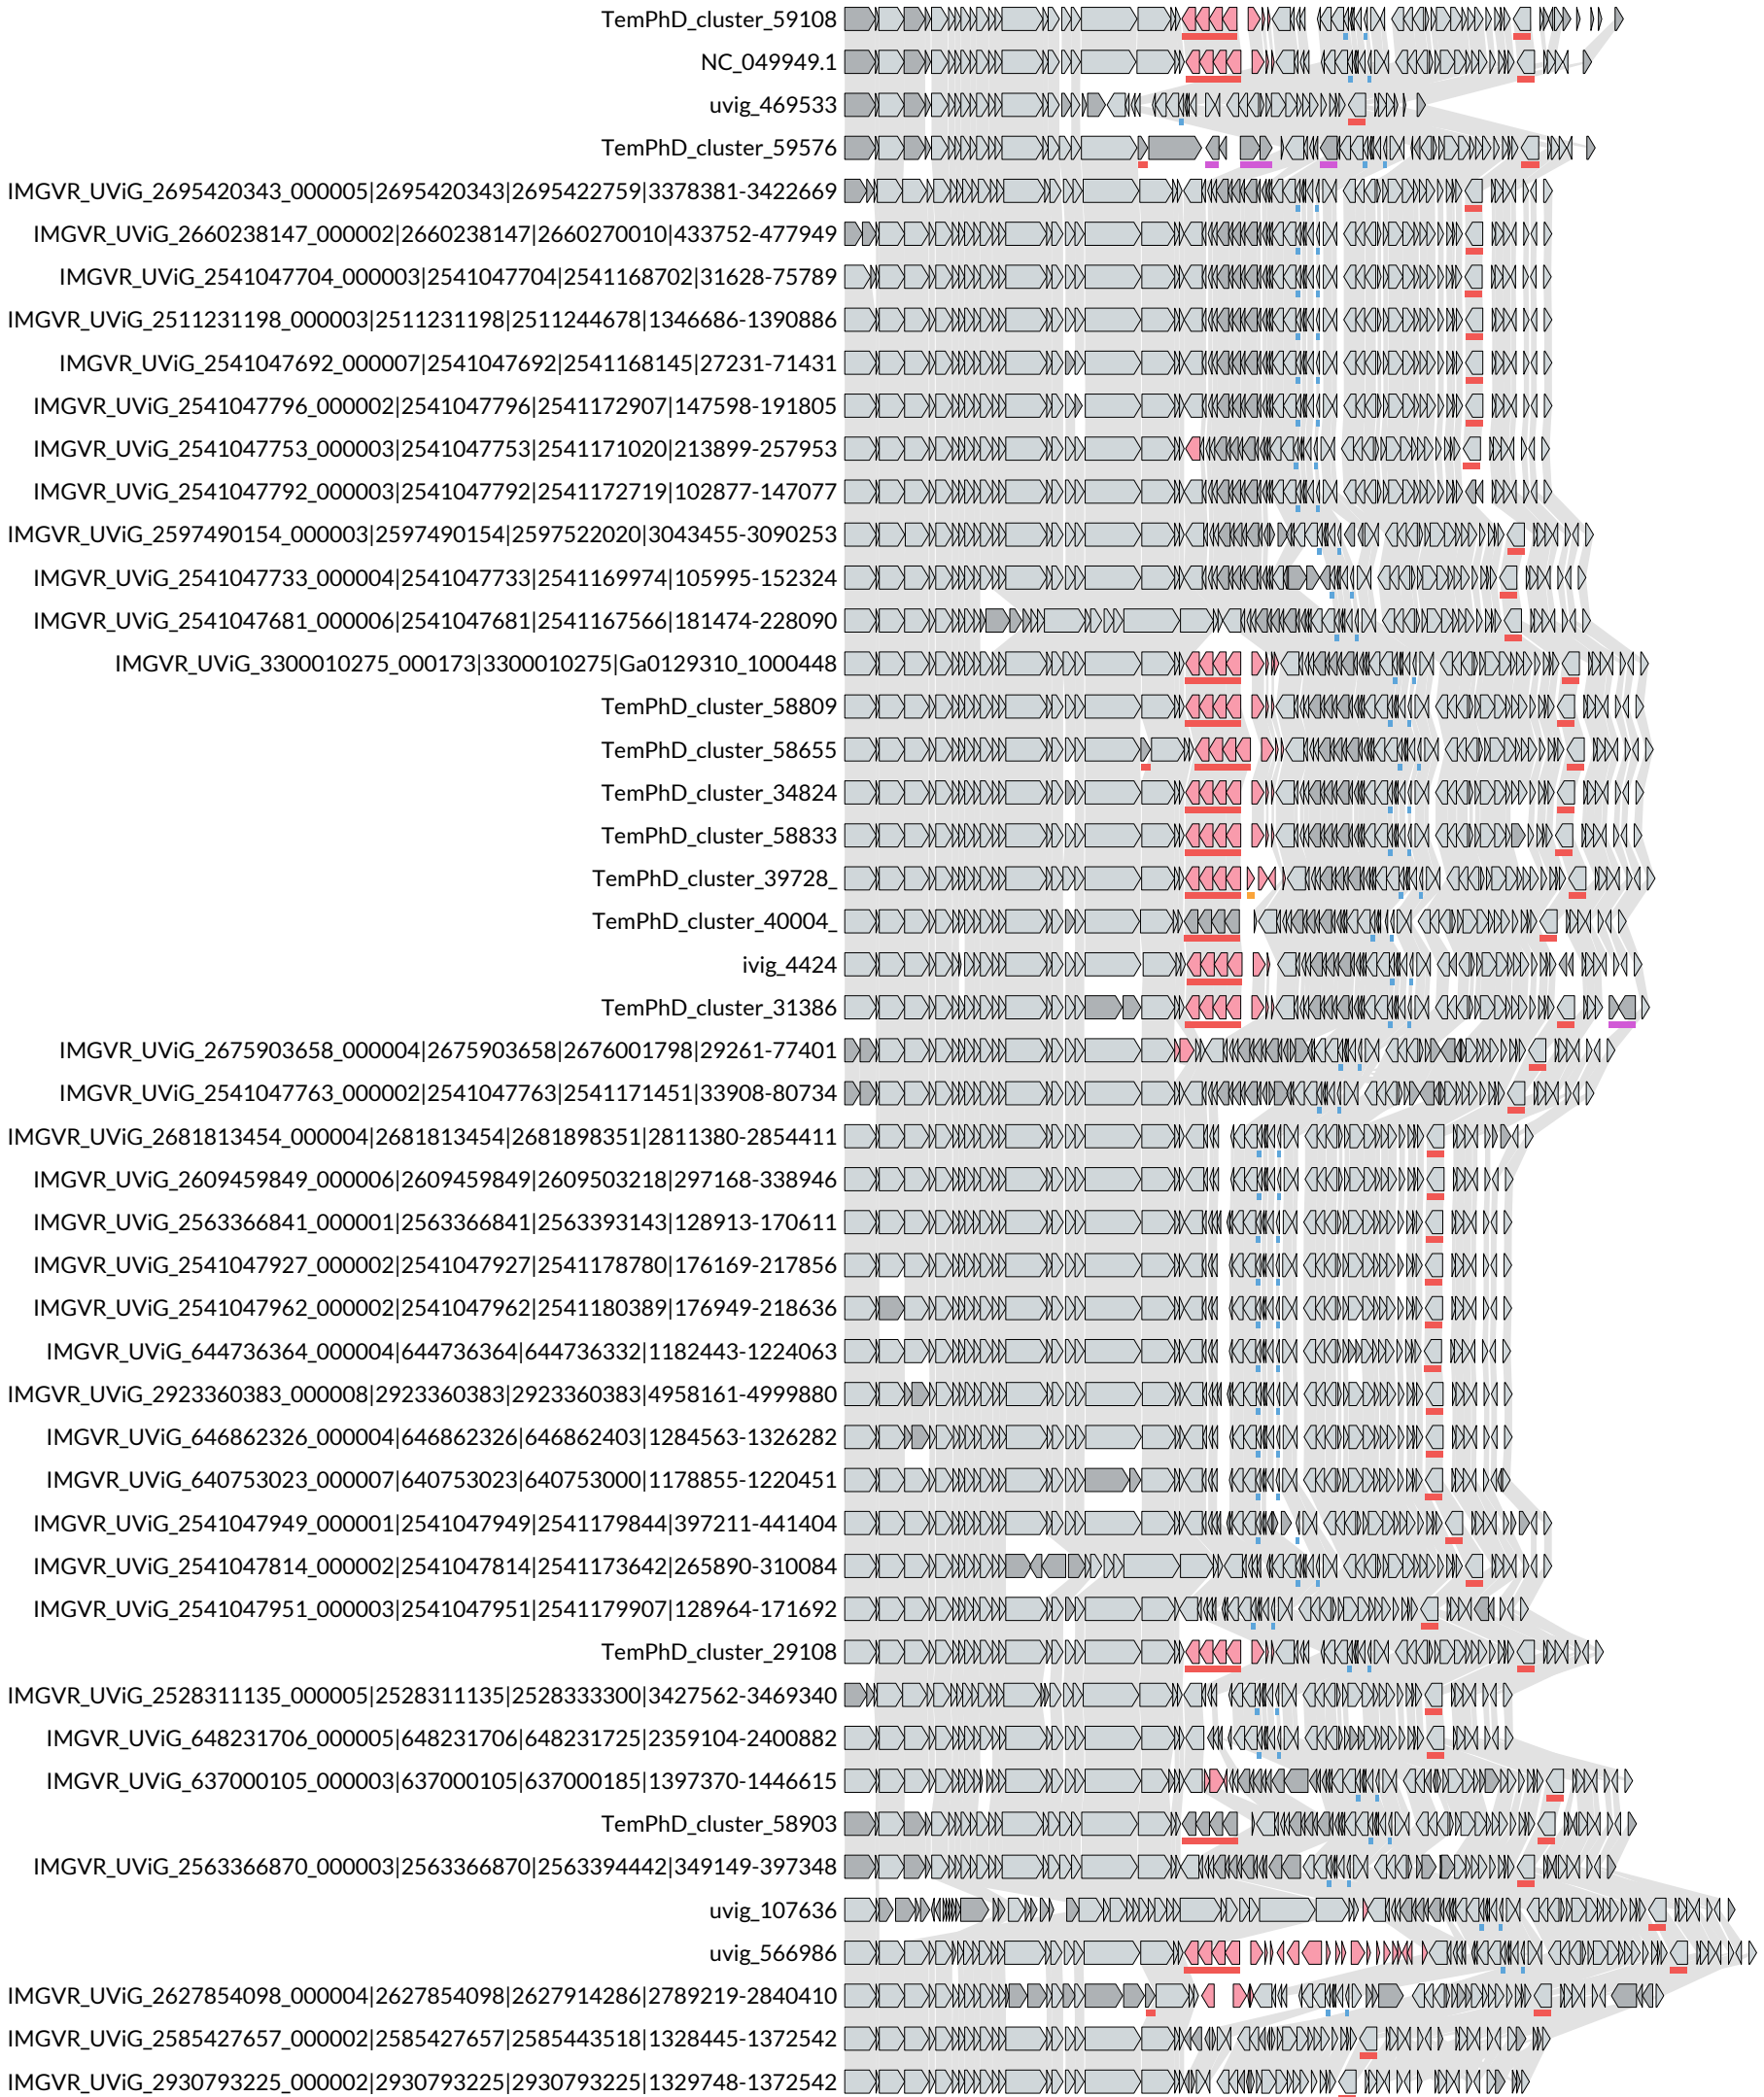 TemPhD_cluster_59108
NC_049949.1
uvig_469533
TemPhD_cluster_59576
IMGVR_UViG_2695420343_000005|2695420343|2695422759|3378381-3422669
IMGVR_UViG_2660238147_000002|2660238147|2660270010|433752-477949
IMGVR_UViG_2541047704_000003|2541047704|2541168702|31628-75789
IMGVR_UViG_2511231198_000003|2511231198|2511244678|1346686-1390886
IMGVR_UViG_2541047692_000007|2541047692|2541168145|27231-71431
IMGVR_UViG_2541047796_000002|2541047796|2541172907|147598-191805
IMGVR_UViG_2541047753_000003|2541047753|2541171020|213899-257953
IMGVR_UViG_2541047792_000003|2541047792|2541172719|102877-147077
IMGVR_UViG_2597490154_000003|2597490154|2597522020|3043455-3090253
IMGVR_UViG_2541047733_000004|2541047733|2541169974|105995-152324
IMGVR_UViG_2541047681_000006|2541047681|2541167566|181474-228090
IMGVR_UViG_3300010275_000173|3300010275|Ga0129310_1000448
TemPhD_cluster_58809
TemPhD_cluster_58655
TemPhD_cluster_34824
TemPhD_cluster_58833
TemPhD_cluster_39728_
TemPhD_cluster_40004_
ivig_4424
TemPhD_cluster_31386
IMGVR_UViG_2675903658_000004|2675903658|2676001798|29261-77401
IMGVR_UViG_2541047763_000002|2541047763|2541171451|33908-80734
IMGVR_UViG_2681813454_000004|2681813454|2681898351|2811380-2854411
IMGVR_UViG_2609459849_000006|2609459849|2609503218|297168-338946
IMGVR_UViG_2563366841_000001|2563366841|2563393143|128913-170611
IMGVR_UViG_2541047927_000002|2541047927|2541178780|176169-217856
IMGVR_UViG_2541047962_000002|2541047962|2541180389|176949-218636
IMGVR_UViG_644736364_000004|644736364|644736332|1182443-1224063
IMGVR_UViG_2923360383_000008|2923360383|2923360383|4958161-4999880
IMGVR_UViG_646862326_000004|646862326|646862403|1284563-1326282
IMGVR_UViG_640753023_000007|640753023|640753000|1178855-1220451
IMGVR_UViG_2541047949_000001|2541047949|2541179844|397211-441404
IMGVR_UViG_2541047814_000002|2541047814|2541173642|265890-310084
IMGVR_UViG_2541047951_000003|2541047951|2541179907|128964-171692
TemPhD_cluster_29108
IMGVR_UViG_2528311135_000005|2528311135|2528333300|3427562-3469340
IMGVR_UViG_648231706_000005|648231706|648231725|2359104-2400882
IMGVR_UViG_637000105_000003|637000105|637000185|1397370-1446615
TemPhD_cluster_58903
IMGVR_UViG_2563366870_000003|2563366870|2563394442|349149-397348
uvig_107636
uvig_566986
IMGVR_UViG_2627854098_000004|2627854098|2627914286|2789219-2840410
IMGVR_UViG_2585427657_000002|2585427657|2585443518|1328445-1372542
IMGVR_UViG_2930793225_000002|2930793225|2930793225|1329748-1372542